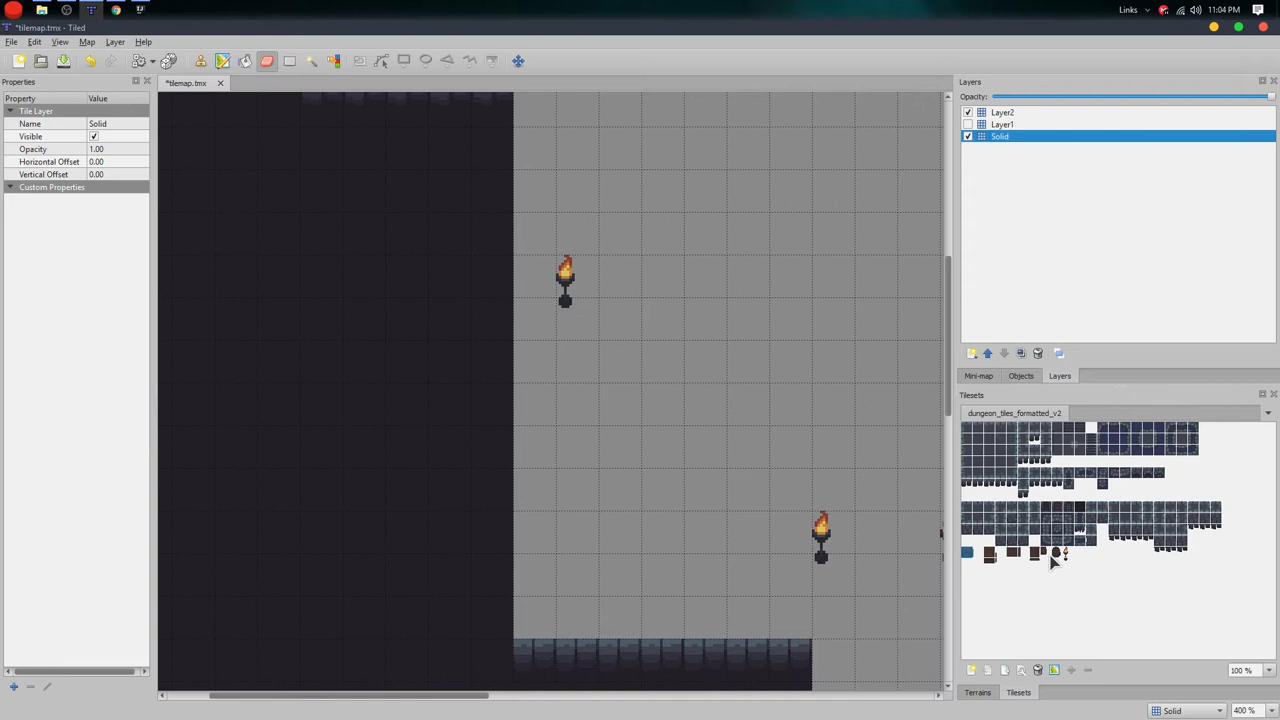 Links
11:04 PM
*tilemap.tmx - Tiled
File Edit View Map Layer Help
Properties
*tilemap.tmx
Layers
Property Value
Tile Layer
Name Solid
Visible
Opacity 1.00
Horizontal Offset 0.00
Vertical Offset 0.00
Custom Properties
Opacity:
Layer2
Layer1
Solid
Mini-map Objects Layers
Tilesets
dungeon_tiles_formatted_v2
100 %
Terrains Tilesets
Solid 400 %